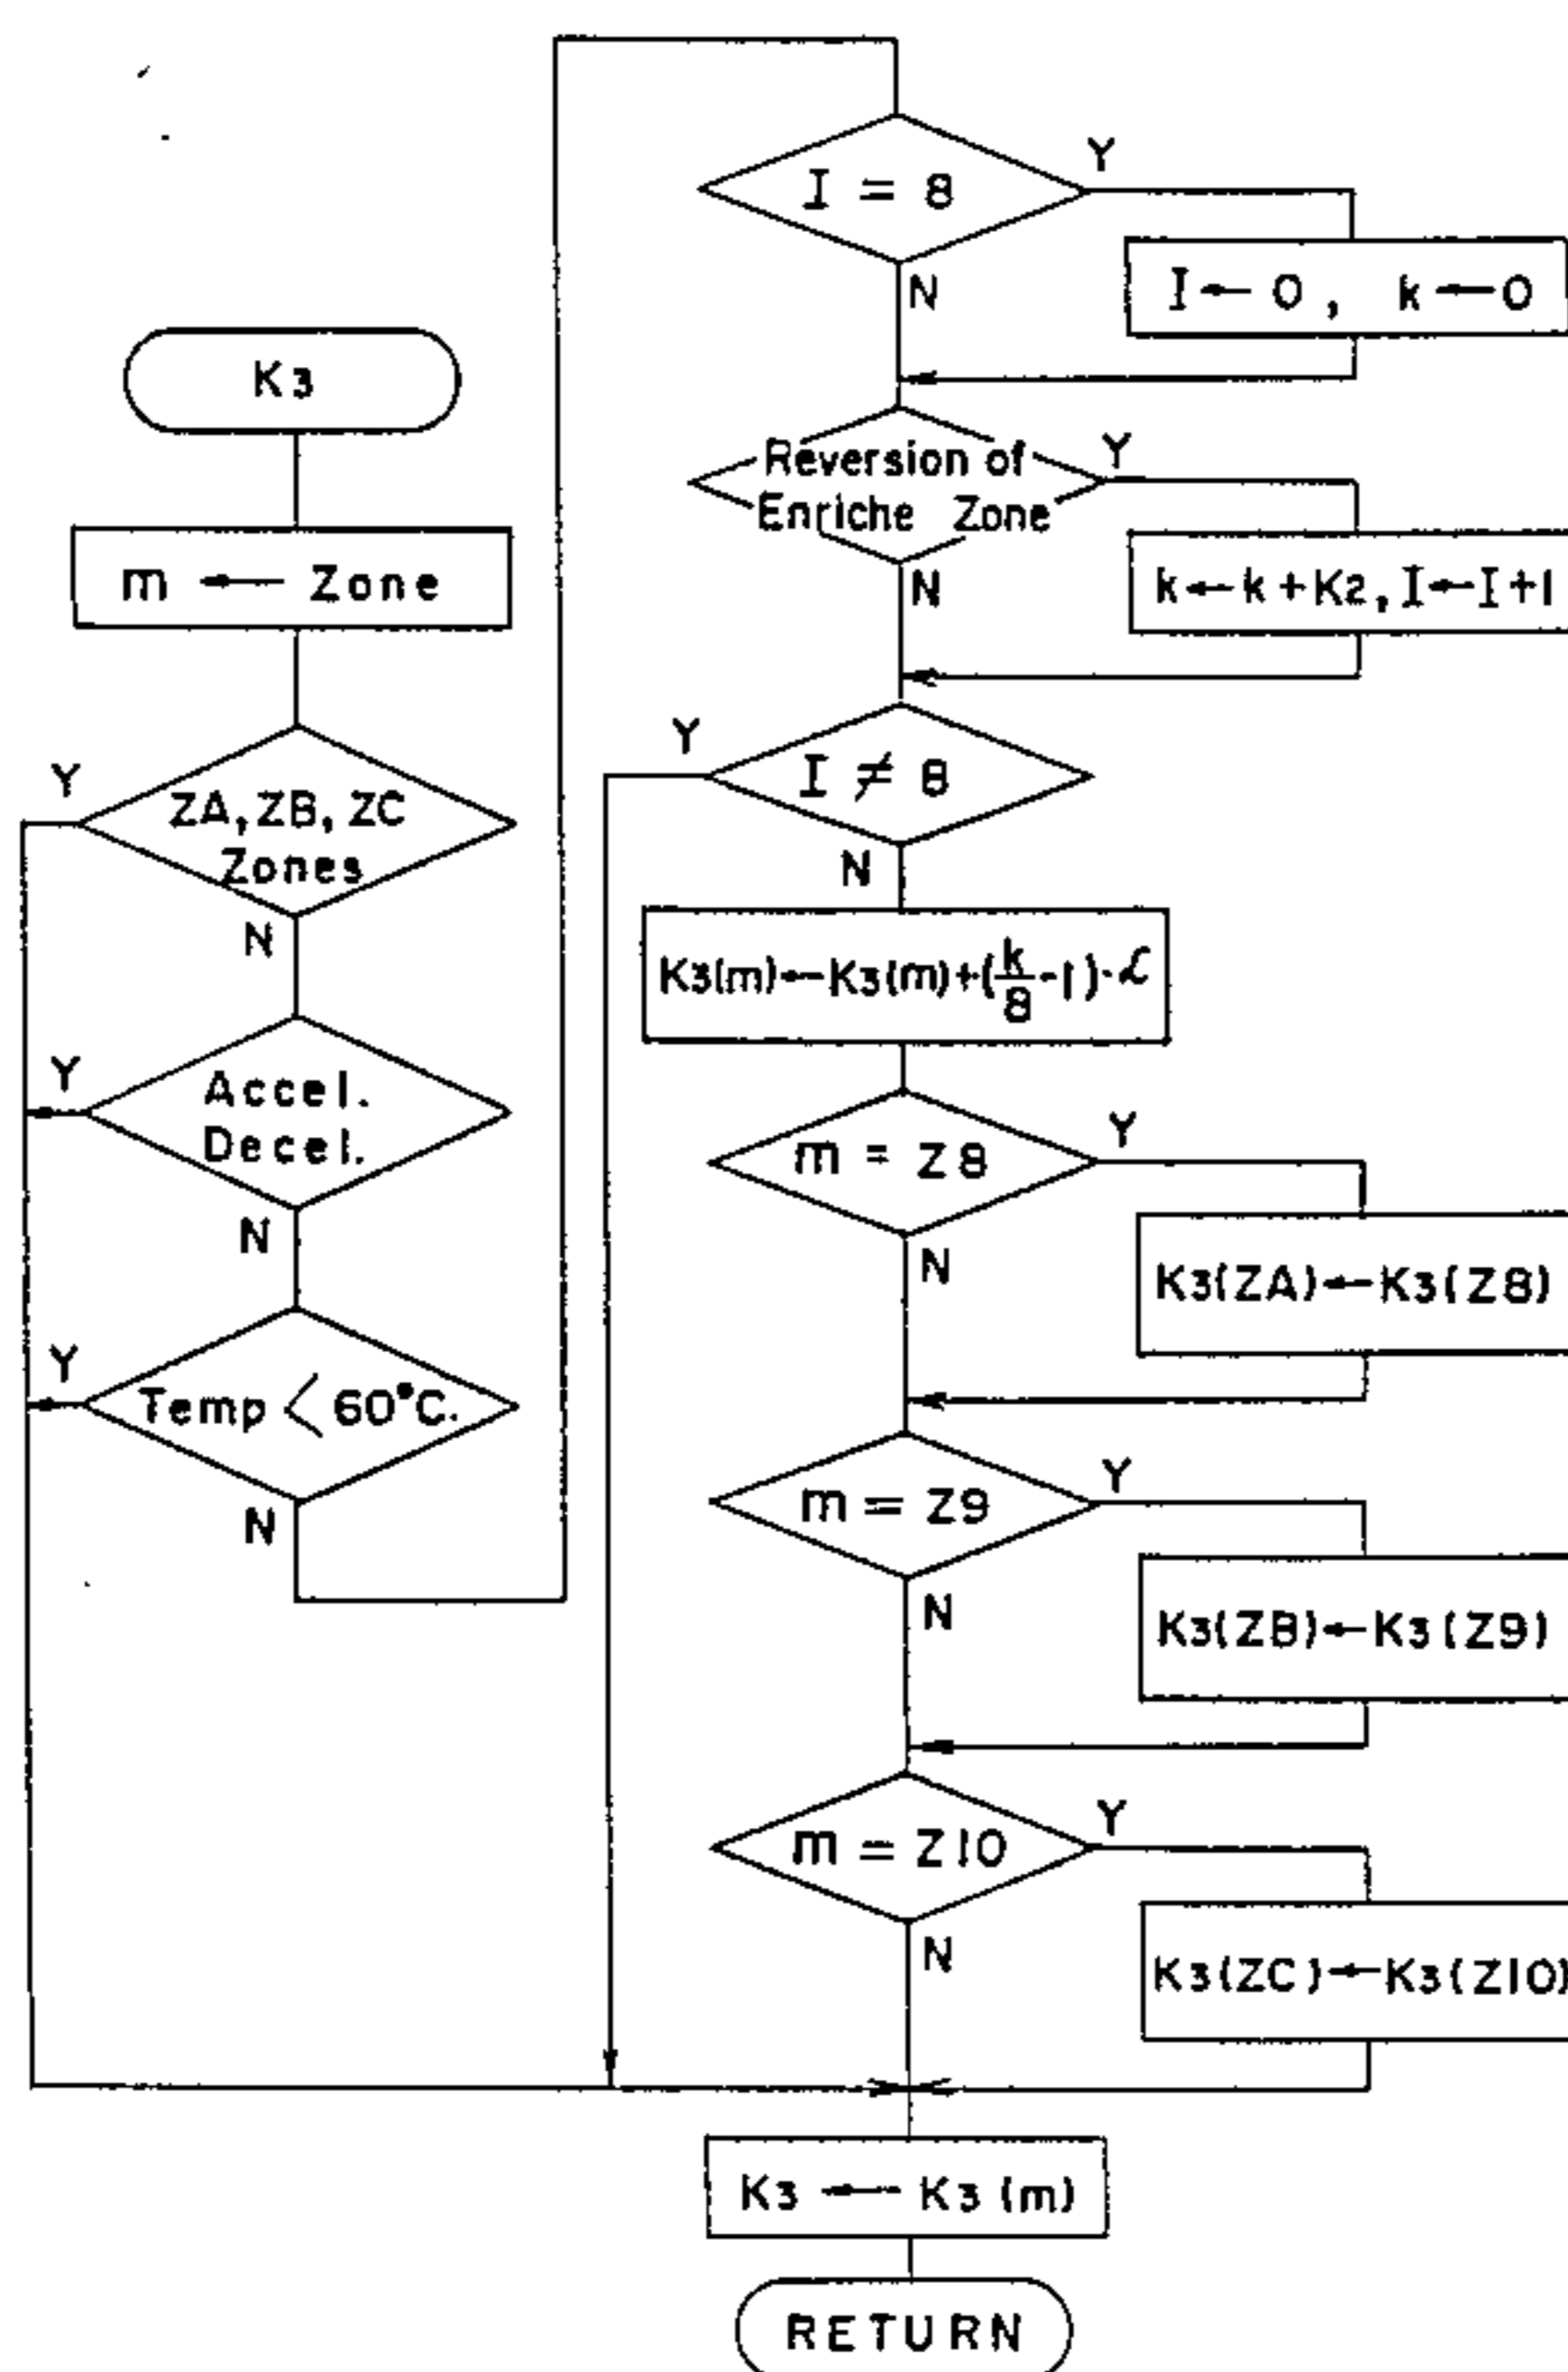 K3
m ← Zone
Y
ZA, ZB, ZC
Zones
N
Y
Accel.
Decel.
N
Y
Temp < 60°C.
N
I = 8
Y
N
I ← 0 , k ← 0
Reversion of
Enriche Zone
Y
N
k ← k + K2, I ← I + 1
Y
I ≠ 8
N
K3(m) ← K3(m) + (k/8 - 1)·
m = Z8
Y
N
K3(ZA) ← K3(Z8)
m = Z9
Y
N
K3(ZB) ← K3(Z9)
m = Z10
Y
N
K3(ZC) ← K3(Z10)
K3 ← K3(m)
RETURN